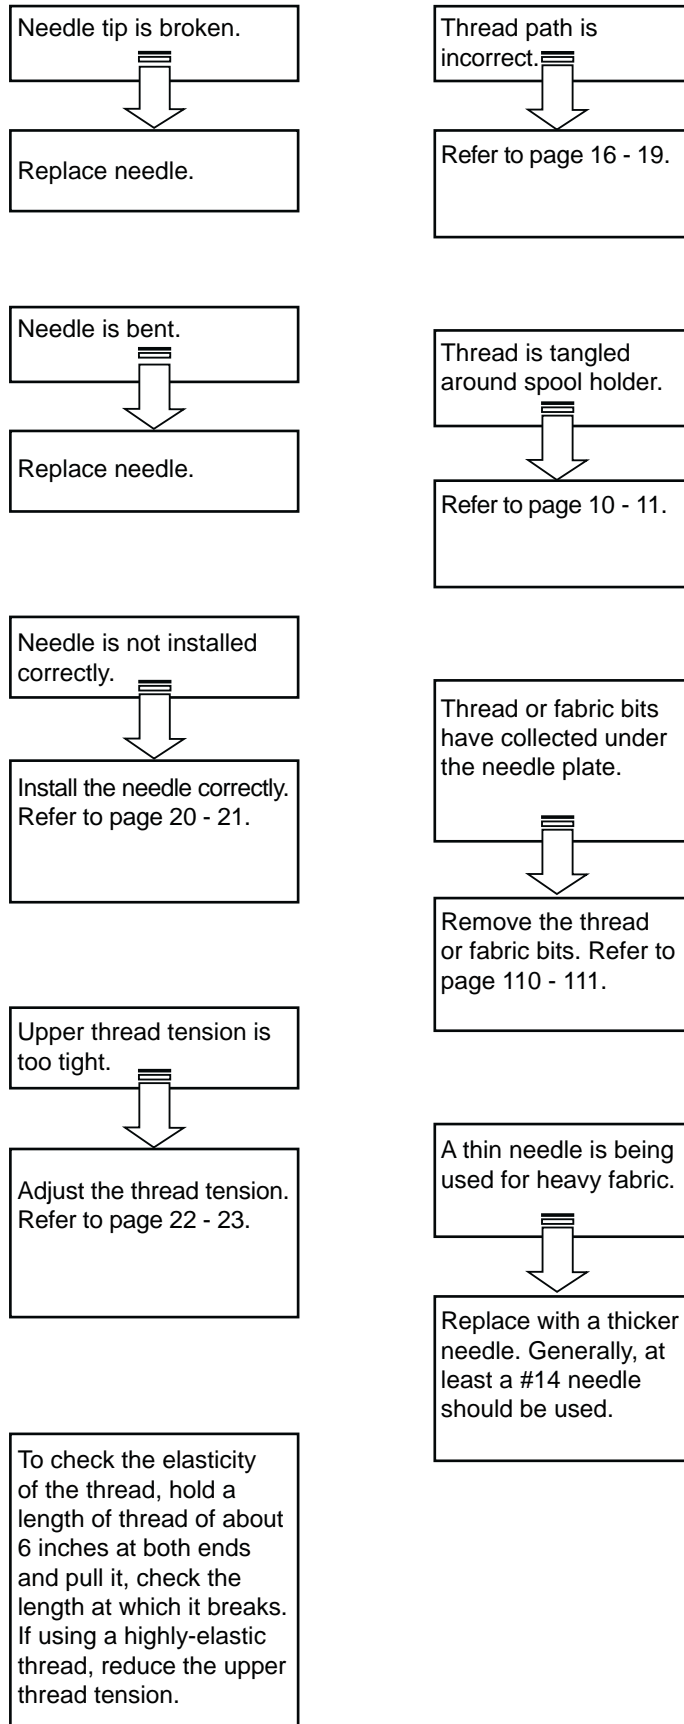 Needle tip is broken.
Replace needle.
Needle is bent.
Replace needle.
Needle is not installed
correctly.
Install the needle correctly.
Refer to page 20 - 21.
Upper thread tension is
too tight.
Adjust the thread tension.
Refer to page 22 - 23.
To check the elasticity
of the thread, hold a
length of thread of about
6 inches at both ends
and pull it, check the
length at which it breaks.
If using a highly-elastic
thread, reduce the upper
thread tension.
Thread path is
incorrect.
Refer to page 16 - 19.
Thread is tangled
around spool holder.
Refer to page 10 - 11.
Thread or fabric bits
have collected under
the needle plate.
Remove the thread
or fabric bits. Refer to
page 110 - 111.
A thin needle is being
used for heavy fabric.
Replace with a thicker
needle. Generally, at
least a #14 needle
should be used.